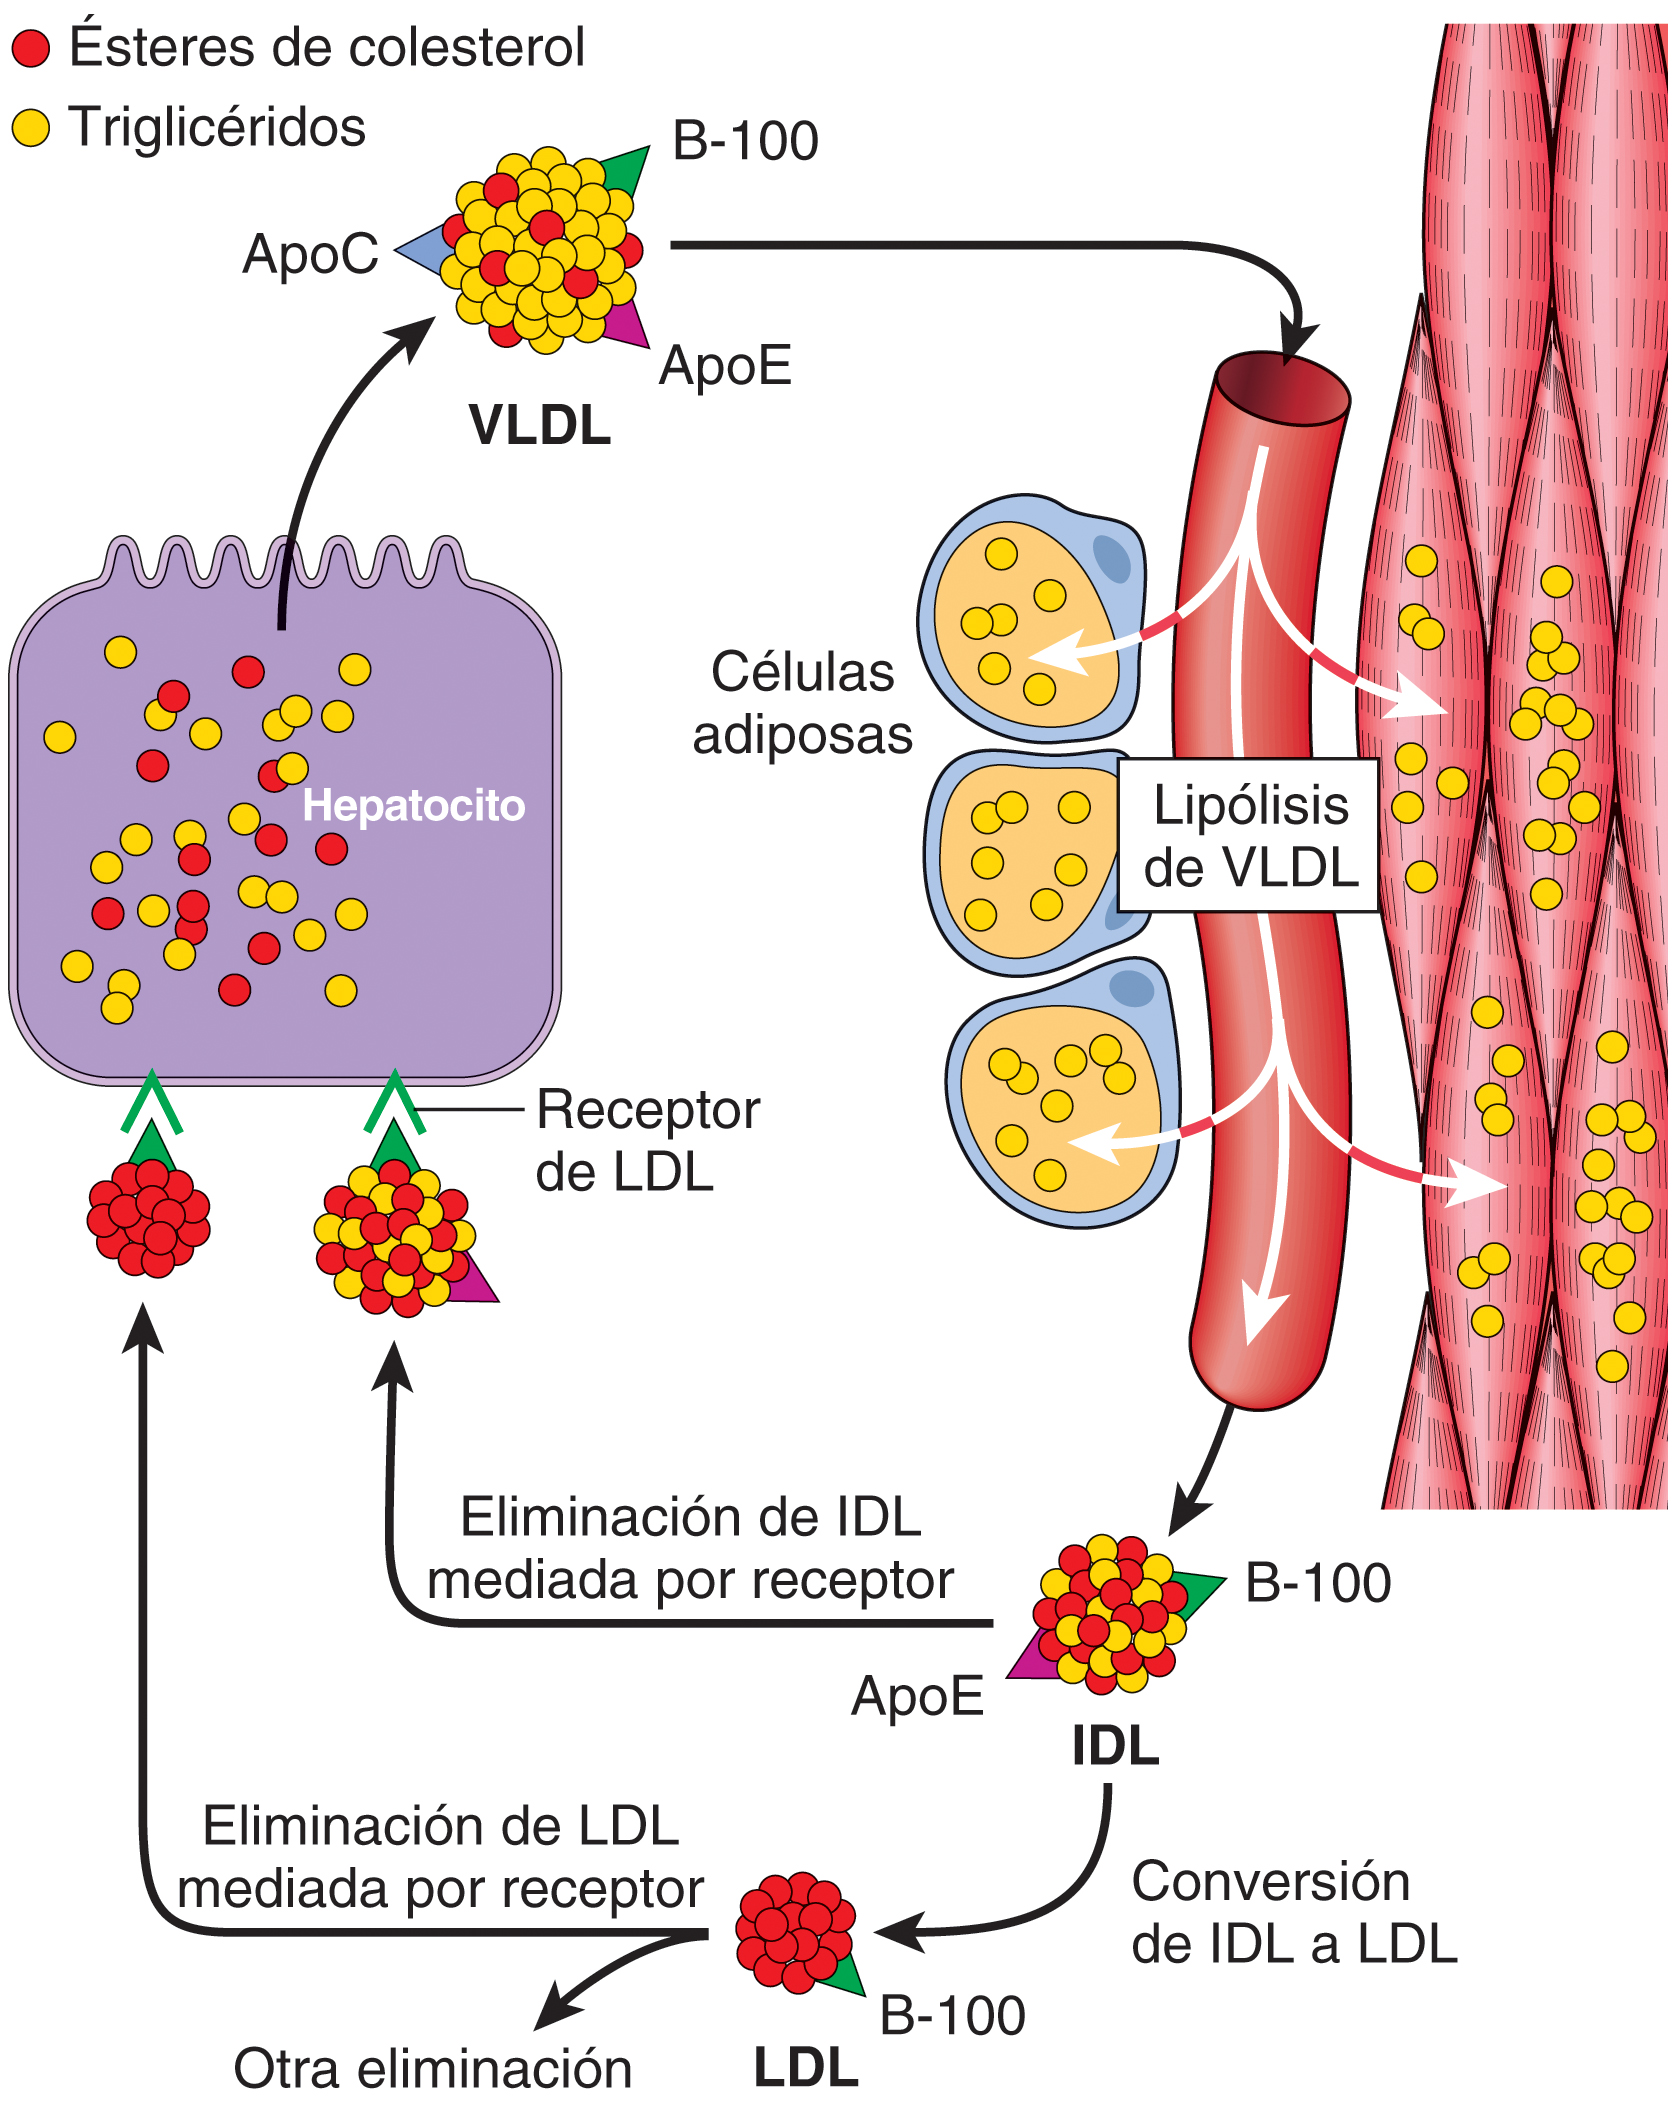 Ésteres de colesterol
Triglicéridos
B-100
ApoC
ApoE
VLDL
Células
adiposas
Lipólisis
de VLDL
Hepatocito
Receptor
de LDL
Eliminación de IDL
mediada por receptor
B-100
ApoE
IDL
Eliminación de LDL
mediada por receptor
Conversión
de IDL a LDL
B-100
LDL
Otra eliminación